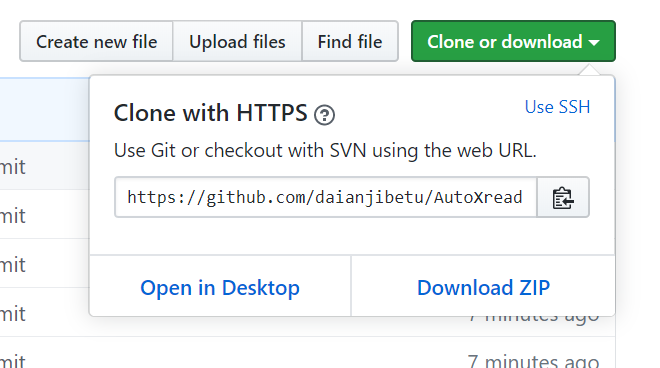 Create new file Upload files Find file Clone or download
Clone with HTTPS ?
Use SSH
Use Git or checkout with SVN using the web URL.
https://github.com/daianjibetu/AutoXread
Open in Desktop Download ZIP
mit
mit
mit
mit 7 minutes ago
mit 7 minutes ago